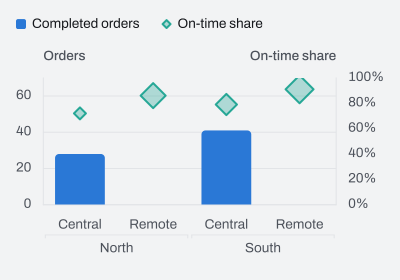 Completed orders On-time share
Orders On-time share
100%
60 80%
40 60%
40%
20 20%
0 0%
Central Remote Central Remote
North South